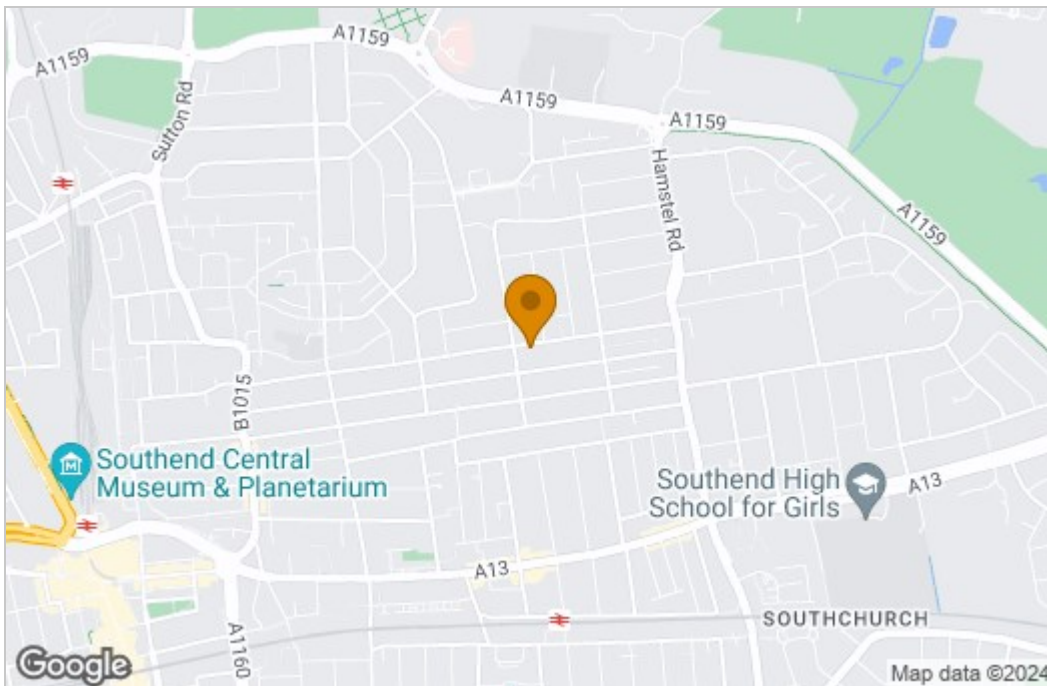 A1159
A1159
A1159
A1159
Sutton Rd
Hamstel Rd
A1159
B1015
Southend Central
Museum & Planetarium
Southend High
School for Girls
A13
A13
SOUTHCHURCH
A1160
Google
Map data ©2024